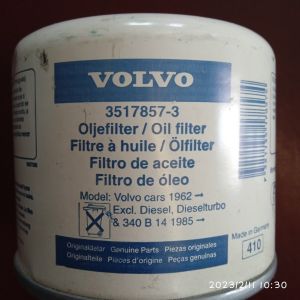 VOLVO
3517857-3
Oljefilter / Oil filter
Filtre à huile / Ölfilter
Filtro de aceite
Filtro de óleo
Model: Volvo cars 1962→
Excl. Diesel, Dieselturbo
& 340 B 14 1985→
Originaldelar Genuine Parts Piezas originales
Originalteile Pièces d'origine Peças genuínas
Made in Germany
410
2023/2/11 10:30